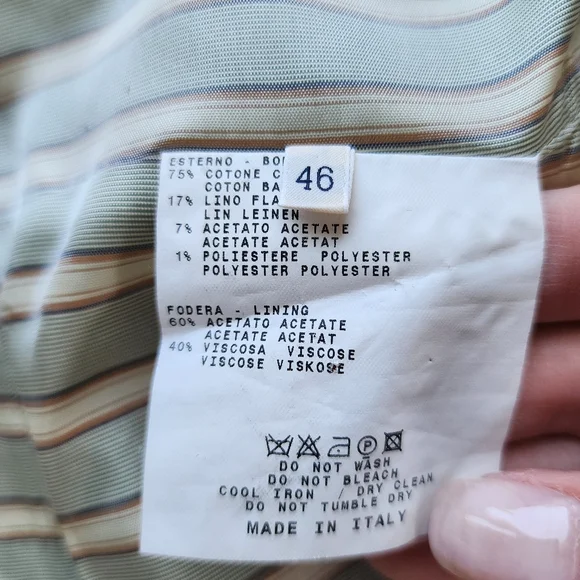 ESTERNO - BO
75% COTONE C
COTON BA
17% LINO FLA
LIN LEINEN
7% ACETATO ACETATE
ACETATE ACETAT
1% POLIESTERE POLYESTER
POLYESTER POLYESTER
46
FODERA - LINING
60% ACETATO ACETATE
ACETATE ACETAT
40% VISCOSA VISCOSE
VISCOSE VISKOSE
P
DO NOT WASH
DO NOT BLEACH
COOL IRON / DRY CLEAN
DO NOT TUMBLE DRY
MADE IN ITALY